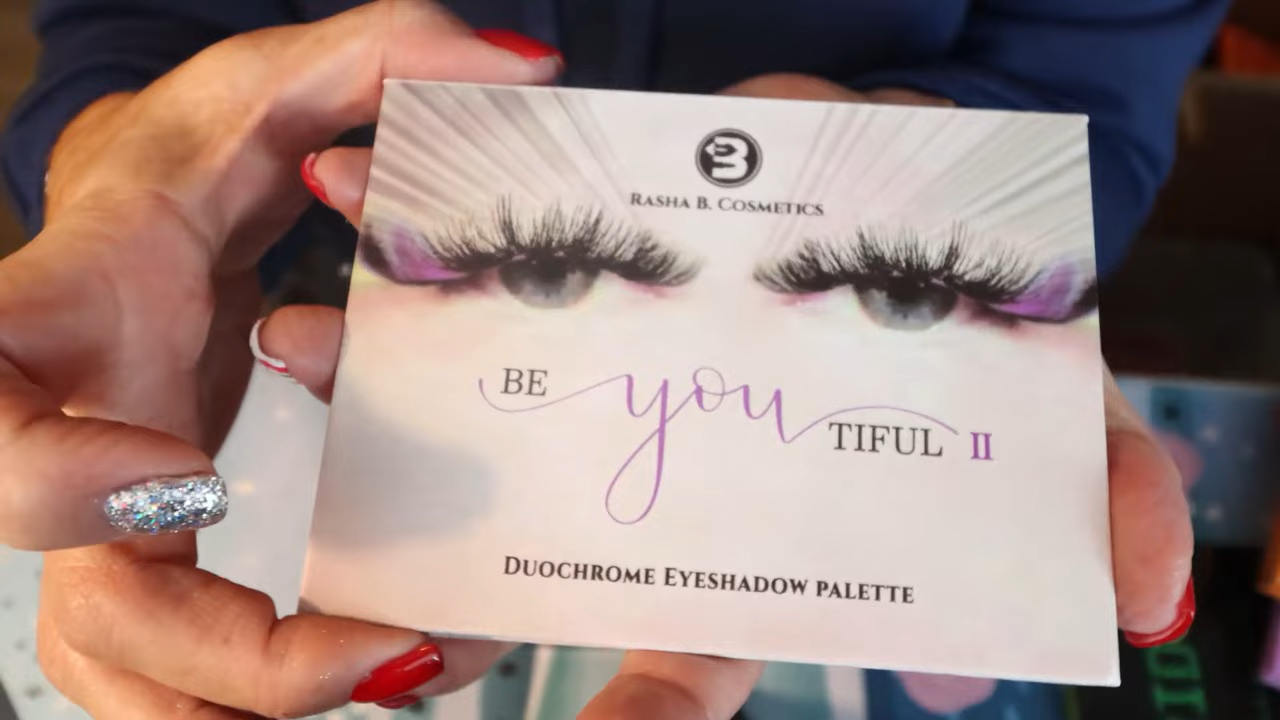 RASHA B. COSMETICS
BE you TIFUL II
DUOCHROME EYESHADOW PALETTE